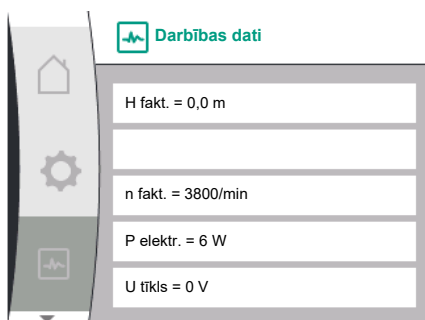 Darbības dati
H fakt. = 0,0 m
n fakt. = 3800/min
P elektr. = 6 W
U tīkls = 0 V